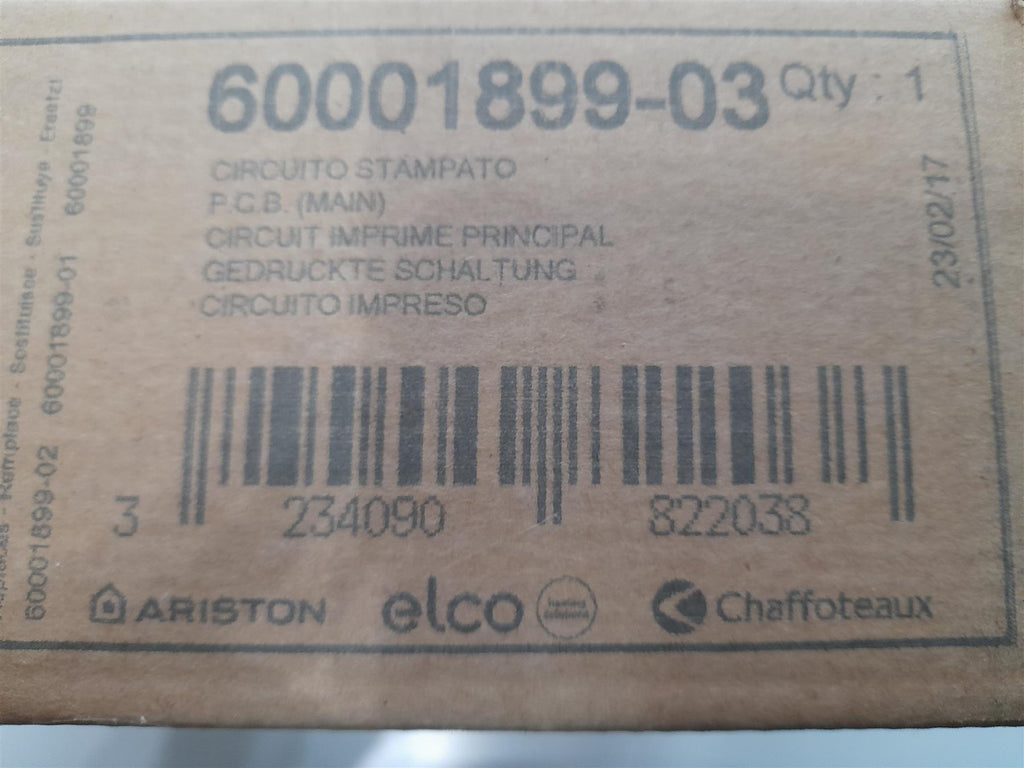 60001899-03 Qty : 1
CIRCUITO STAMPATO
P.C.B. (MAIN)
CIRCUIT IMPRIME PRINCIPAL
GEDRUCKTE SCHALTUNG
CIRCUITO IMPRESO
23/02/17
- Remplace - Sostituisce - Sustituye - Ersetzt
60001899-02 60001899-01 60001899
3 234090 822038
ARISTON elco Chaffoteaux